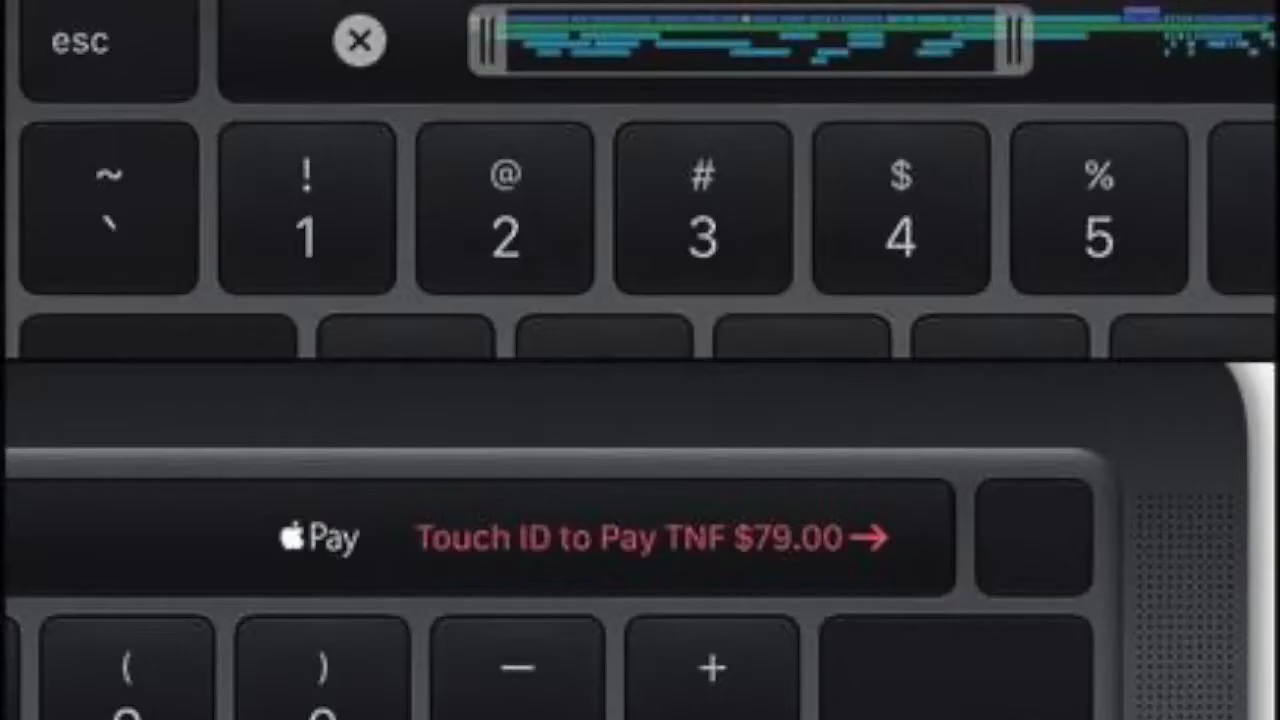 esc
~ ! @ # $ %
` 1 2 3 4 5
Pay Touch ID to Pay TNF $79.00→
( ) — +